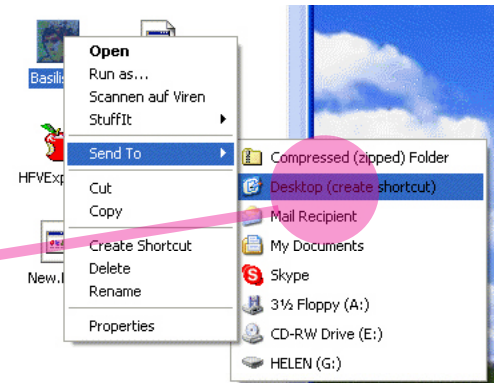 Basilis
HFVExp
New.
Open
Run as...
Scannen auf Viren
StuffIt
Send To
Cut
Copy
Create Shortcut
Delete
Rename
Properties
Compressed (zipped) Folder
Desktop (create shortcut)
Mail Recipient
My Documents
Skype
3½ Floppy (A:)
CD-RW Drive (E:)
HELEN (G:)